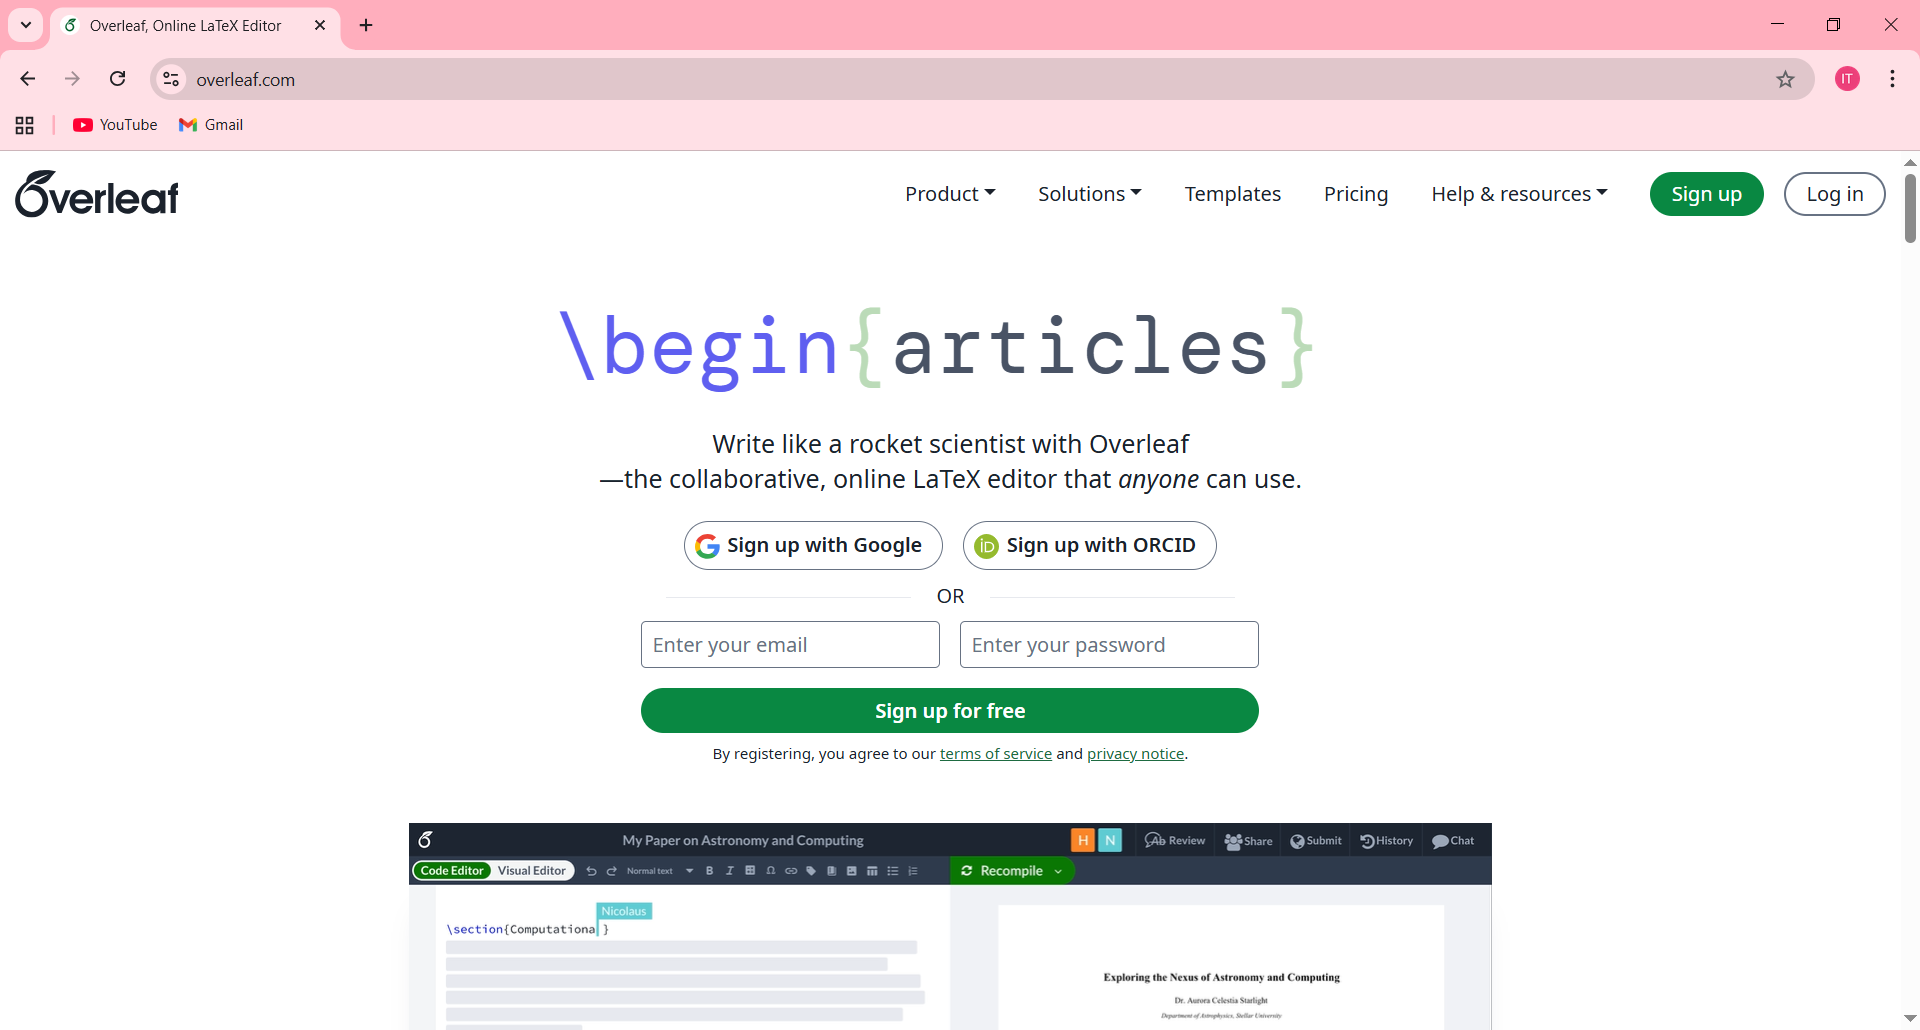 Overleaf, Online LaTeX Editor
overleaf.com
IT
YouTube
Gmail
Overleaf
Product
Solutions
Templates
Pricing
Help & resources
Sign up
Log in
\begin{articles}
Write like a rocket scientist with Overleaf
—the collaborative, online LaTeX editor that anyone can use.
Sign up with Google
iD
Sign up with ORCID
OR
Enter your email
Enter your password
Sign up for free
By registering, you agree to our terms of service and privacy notice.
My Paper on Astronomy and Computing
H
N
Review
Share
Submit
History
Chat
Code Editor
Visual Editor
Normal text
B
I
Ω
Recompile
Nicolaus
\section{Computationa }
Exploring the Nexus of Astronomy and Computing
Dr. Aurora Celestia Starlight
Department of Astrophysics, Stellar University